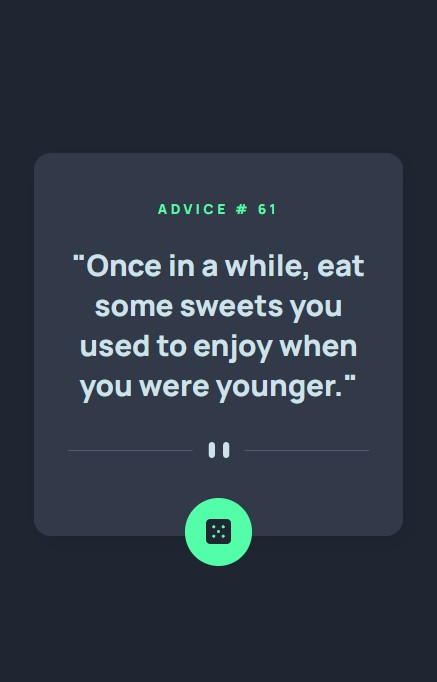 ADVICE # 61
"Once in a while, eat
some sweets you
used to enjoy when
you were younger."